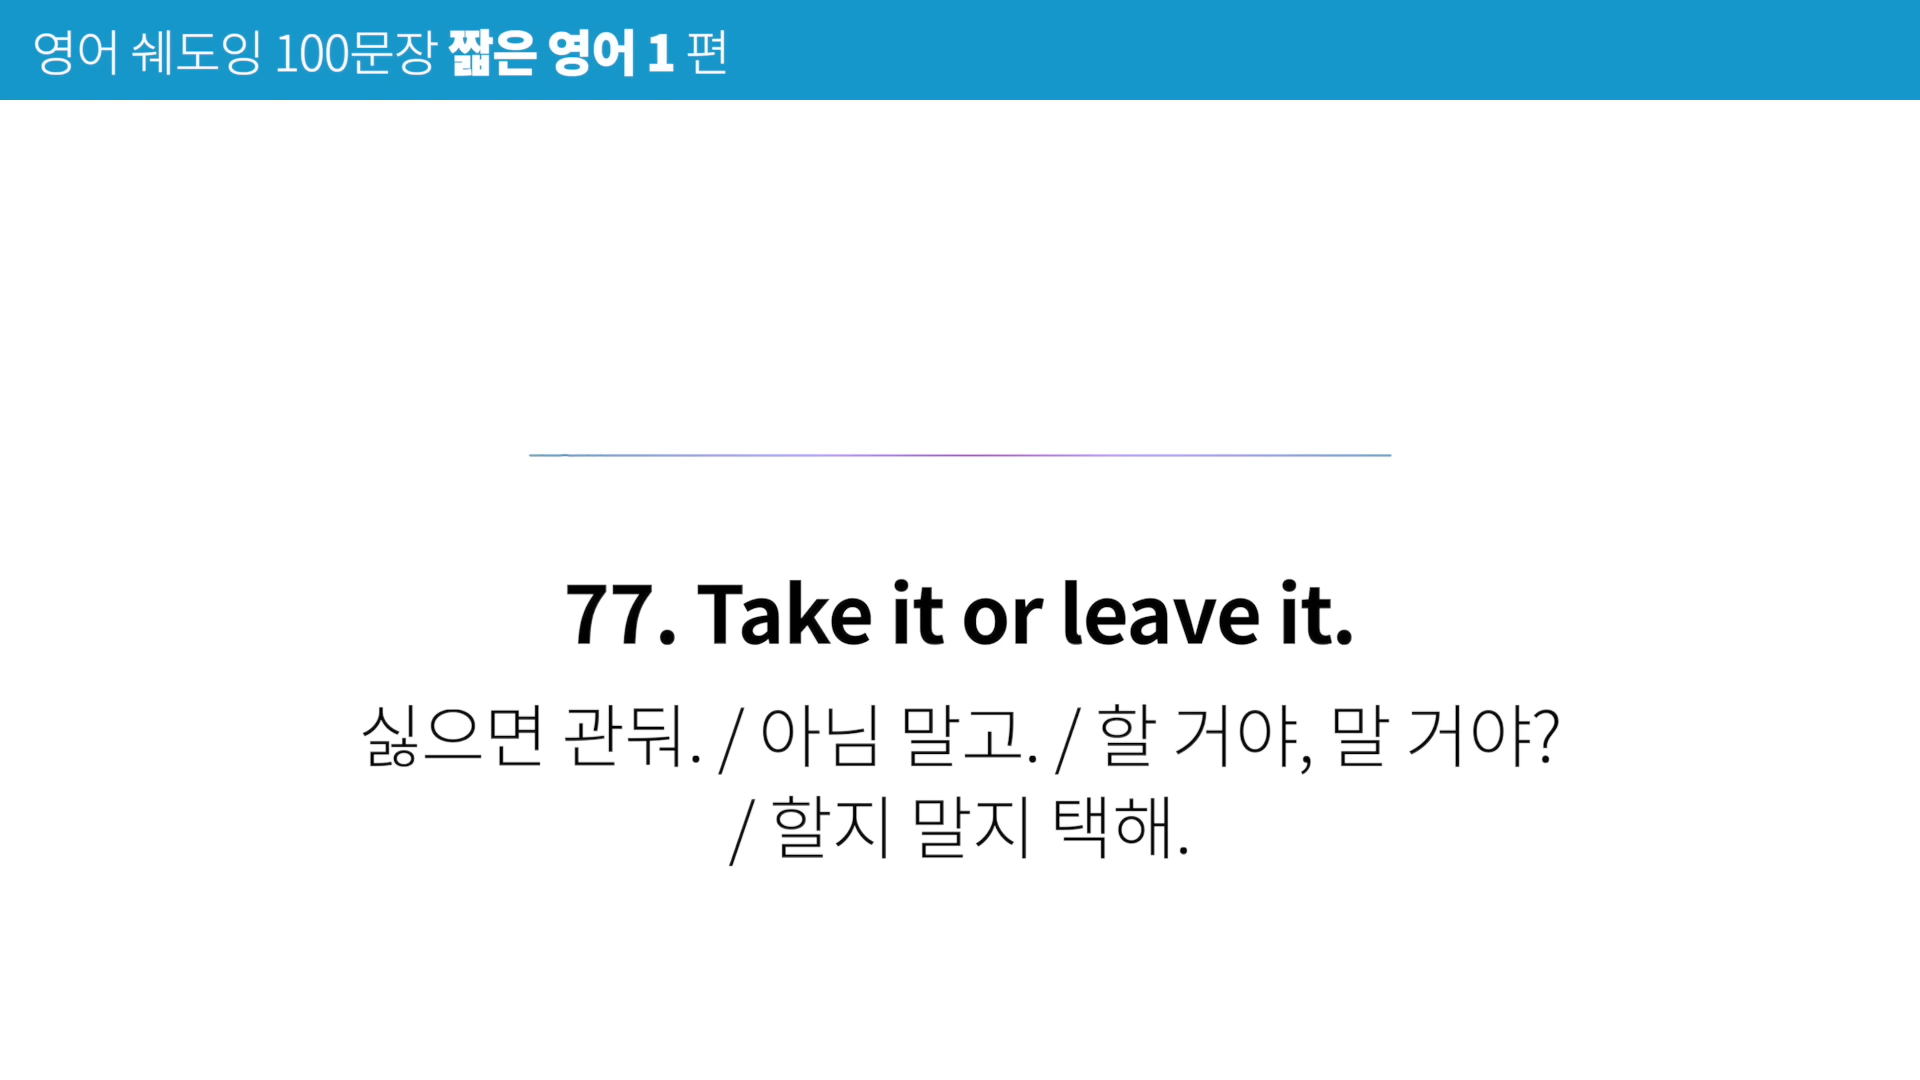 영어 쉐도잉 100문장 짧은 영어 1 편
77. Take it or leave it.
싫으면 관둬. / 아님 말고. / 할 거야, 말 거야?
/ 할지 말지 택해.